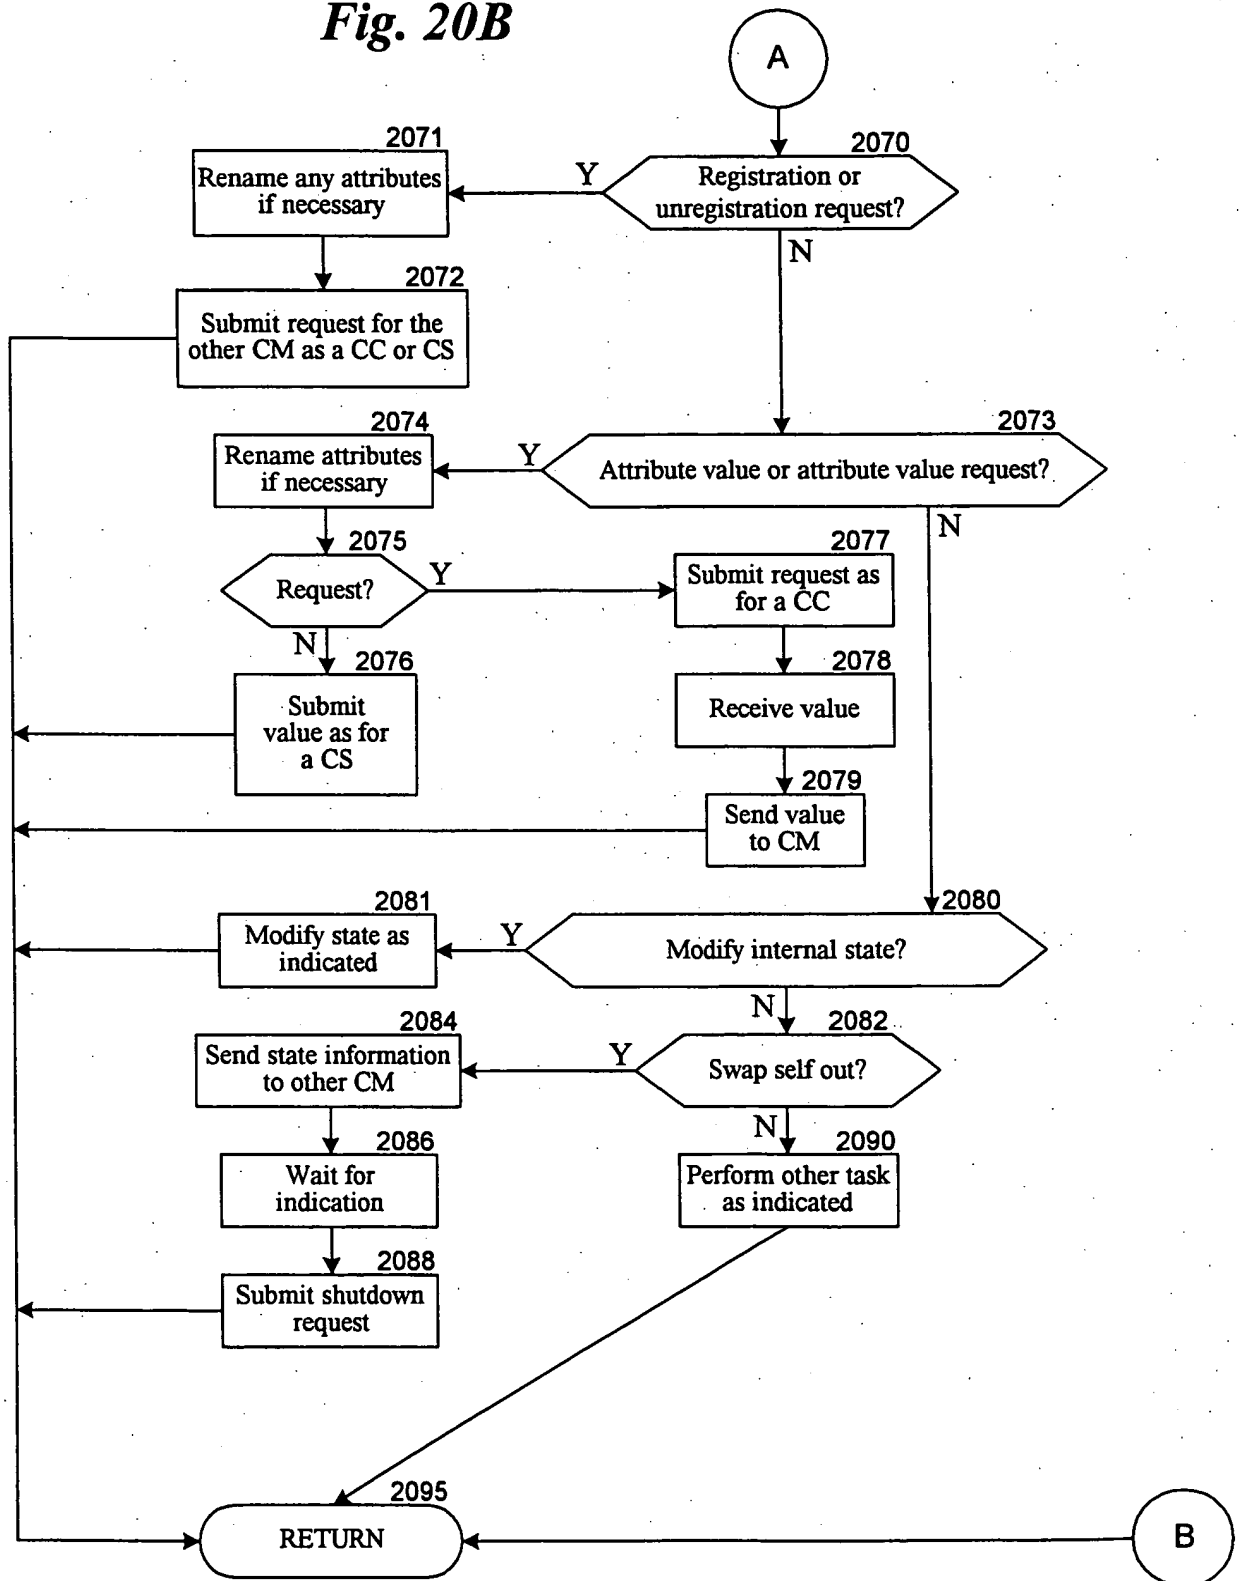 Fig. 20B
A
2070
Registration or
unregistration request?
Y
N
2071
Rename any attributes
if necessary
2072
Submit request for the
other CM as a CC or CS
2073
Attribute value or attribute value request?
Y
N
2074
Rename attributes
if necessary
2075
Request?
Y
N
2076
Submit
value as for
a CS
2077
Submit request as
for a CC
2078
Receive value
2079
Send value
to CM
2080
Modify internal state?
Y
N
2081
Modify state as
indicated
2082
Swap self out?
Y
N
2084
Send state information
to other CM
2086
Wait for
indication
2088
Submit shutdown
request
2090
Perform other task
as indicated
2095
RETURN
B